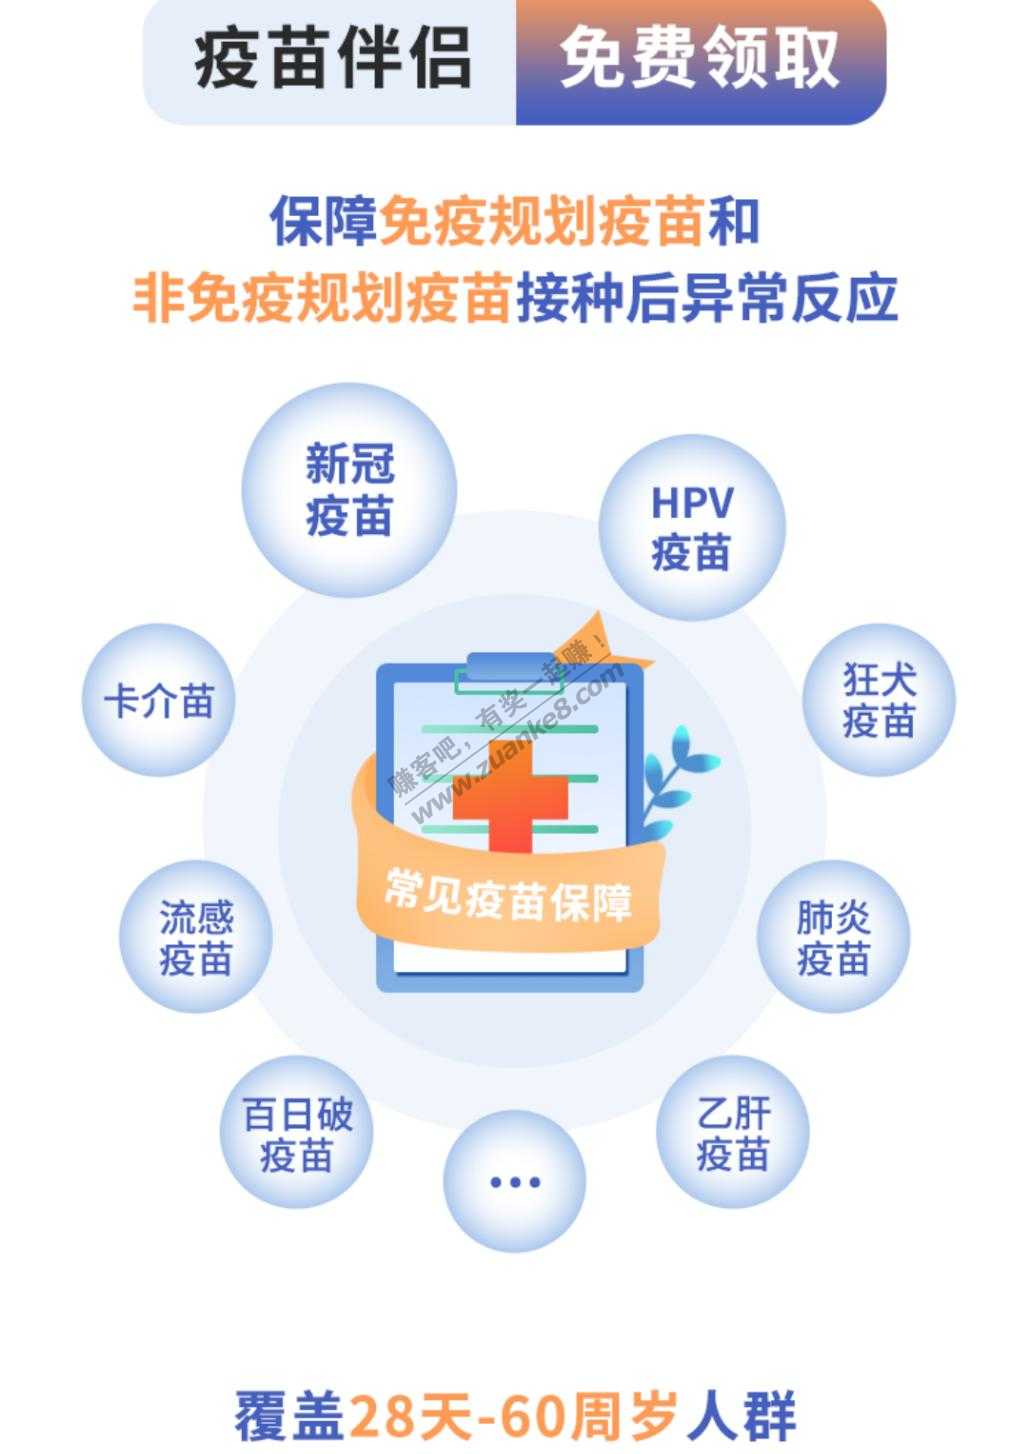 疫苗伴侣 免费领取
保障免疫规划疫苗和
非免疫规划疫苗接种后异常反应
新冠
疫苗
HPV
疫苗
卡介苗
狂犬
疫苗
赚客吧，有奖一起赚！
www.zuanke8.com
常见疫苗保障
流感
疫苗
肺炎
疫苗
百日破
疫苗
乙肝
疫苗
...
覆盖28天-60周岁人群